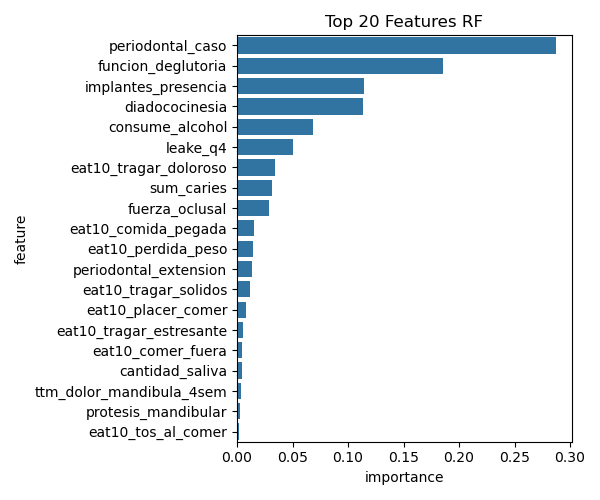 Top 20 Features RF
feature
periodontal_caso
funcion_deglutoria
implantes_presencia
diadococinesia
consume_alcohol
leake_q4
eat10_tragar_doloroso
sum_caries
fuerza_oclusal
eat10_comida_pegada
eat10_perdida_peso
periodontal_extension
eat10_tragar_solidos
eat10_placer_comer
eat10_tragar_estresante
eat10_comer_fuera
cantidad_saliva
ttm_dolor_mandibula_4sem
protesis_mandibular
eat10_tos_al_comer
0.00 0.05 0.10 0.15 0.20 0.25 0.30
importance